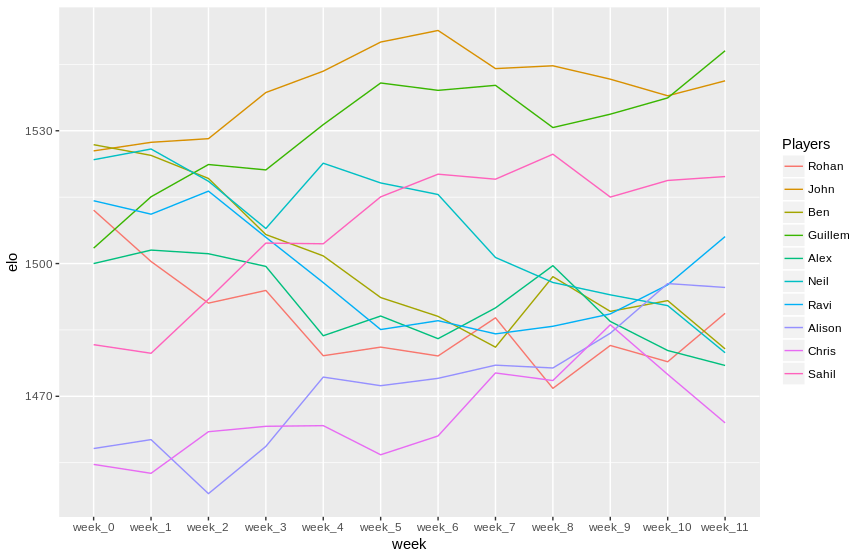 elo
1530
1500
1470
week_0 week_1 week_2 week_3 week_4 week_5 week_6 week_7 week_8 week_9 week_10 week_11
week
Players
Rohan
John
Ben
Guillem
Alex
Neil
Ravi
Alison
Chris
Sahil